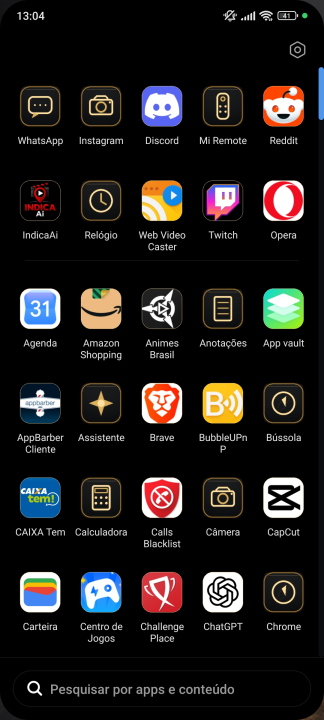 13:04
41
WhatsApp Instagram Discord Mi Remote Reddit
INDICA
Ai
IndicaAi Relógio Web Video Twitch Opera
Caster
31
Agenda Amazon Animes Anotações App vault
Shopping Brasil
appbarber
B
AppBarber Assistente Brave BubbleUPn Bússola
Cliente P
CAIXA
tem!
CAIXA Tem Calculadora Calls Câmera CapCut
Blacklist
Carteira Centro de Challenge ChatGPT Chrome
Jogos Place
Pesquisar por apps e conteúdo